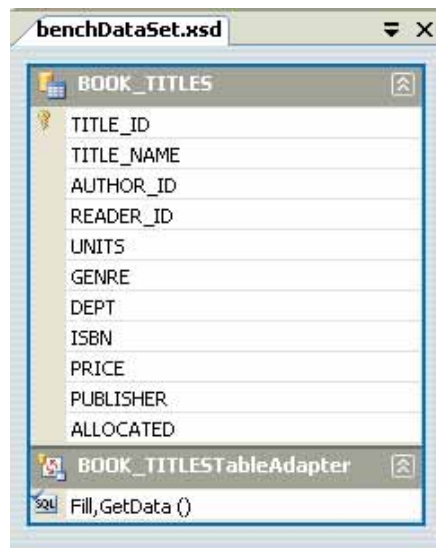 benchDataSet.xsd
BOOK_TITLES
TITLE_ID
TITLE_NAME
AUTHOR_ID
READER_ID
UNITS
GENRE
DEPT
ISBN
PRICE
PUBLISHER
ALLOCATED
BOOK_TITLESTableAdapter
SQL Fill,GetData ()